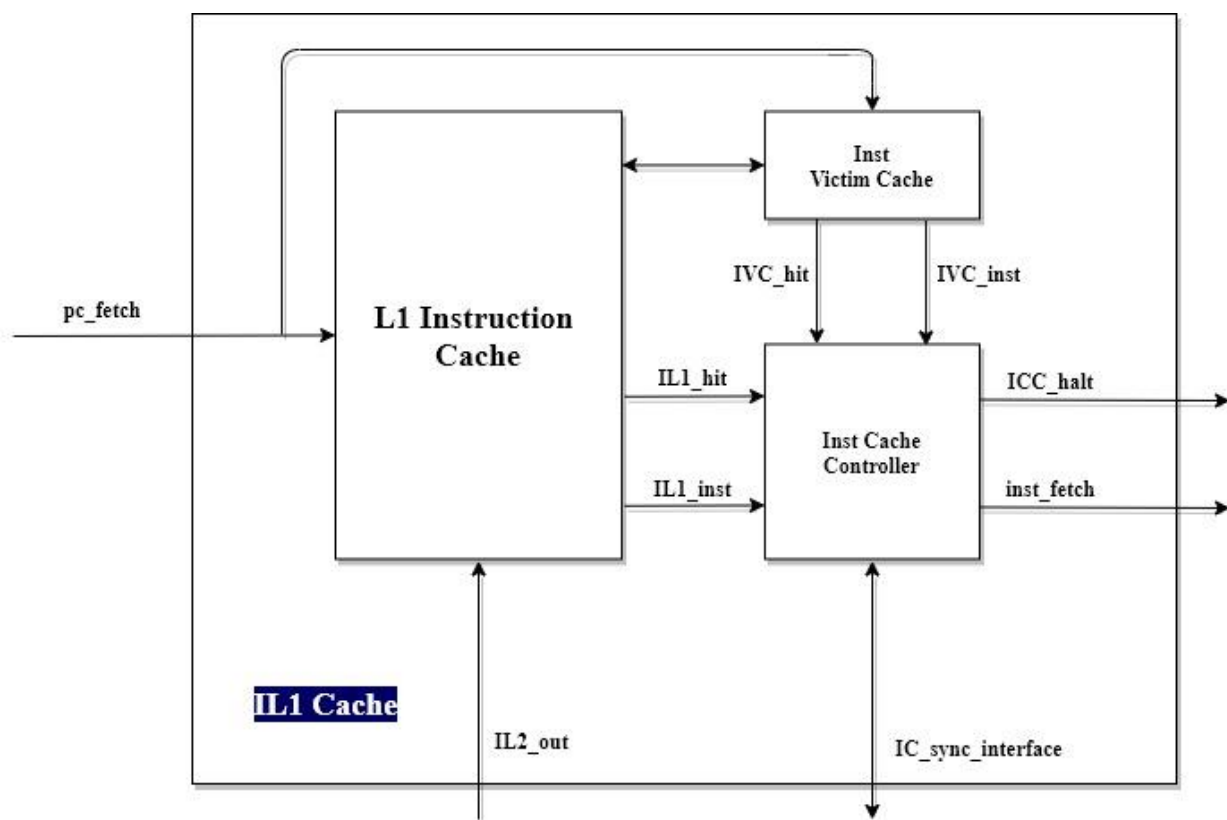 Inst
Victim Cache
IVC_hit
IVC_inst
pc_fetch
L1 Instruction
Cache
IL1_hit
ICC_halt
Inst Cache
Controller
IL1_inst
inst_fetch
IL1 Cache
IL2_out
IC_sync_interface